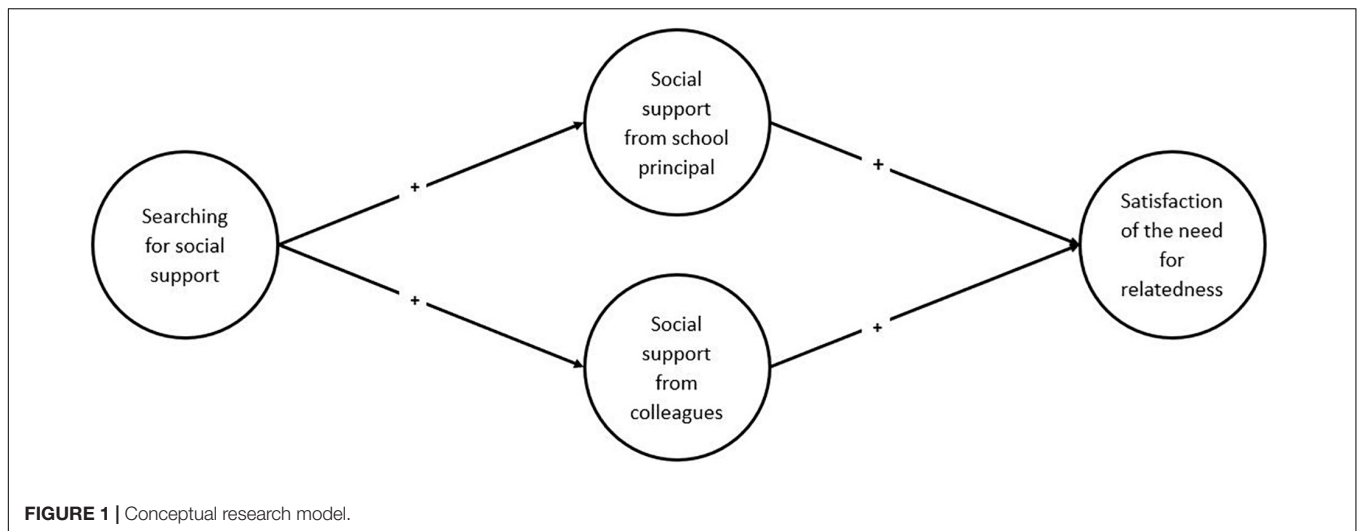 Social
support
from school
principal
+
+
Searching
for social
support
Satisfaction
of the need
for
relatedness
+
+
Social
support
from
colleagues
FIGURE 1 | Conceptual research model.